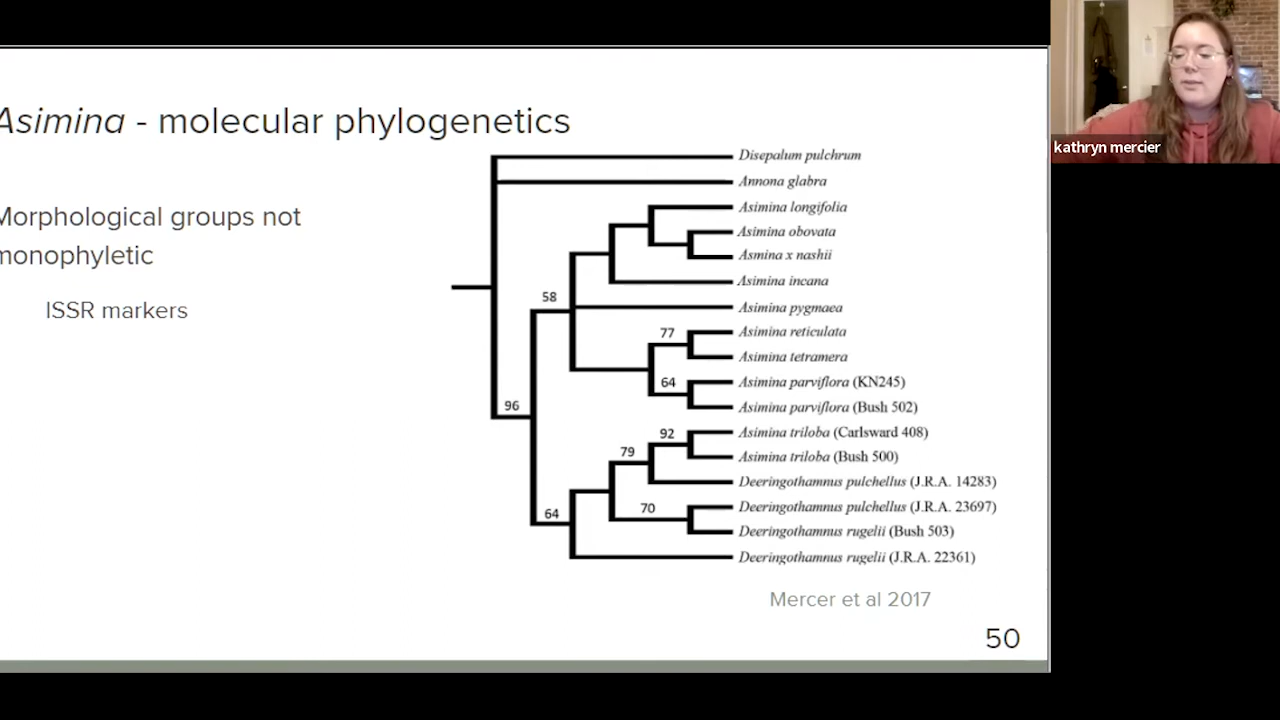 Asimina - molecular phylogenetics
Morphological groups not
monophyletic
ISSR markers
Disepalum pulchrum
Annona glabra
Asimina longifolia
Asimina obovata
Asmina x nashii
Asimina incana
58
Asimina pygmaea
77
Asimina reticulata
Asimina tetramera
64
Asimina parviflora (KN245)
Asimina parviflora (Bush 502)
96
92
Asimina triloba (Carlsward 408)
79
Asimina triloba (Bush 500)
Deeringothamnus pulchellus (J.R.A. 14283)
70
Deeringothamnus pulchellus (J.R.A. 23697)
64
Deeringothamnus rugelii (Bush 503)
Deeringothamnus rugelii (J.R.A. 22361)
Mercer et al 2017
50
kathryn mercier